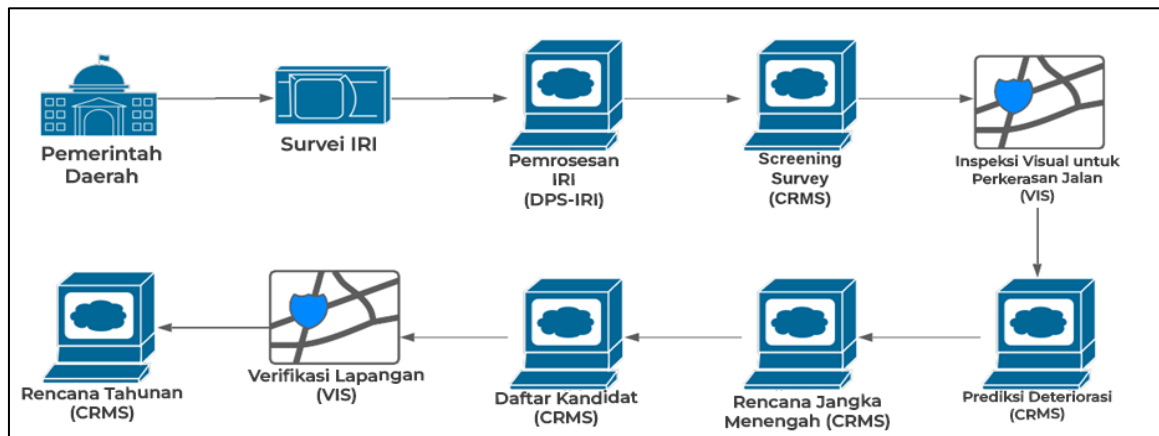 Pemerintah
Daerah
Survei IRI
Pemrosesan
IRI
(DPS-IRI)
Screening
Survey
(CRMS)
Inspeksi Visual untuk
Perkerasan Jalan
(VIS)
Rencana Tahunan
(CRMS)
Verifikasi Lapangan
(VIS)
Daftar Kandidat
(CRMS)
Rencana Jangka
Menengah (CRMS)
Prediksi Deteriorasi
(CRMS)